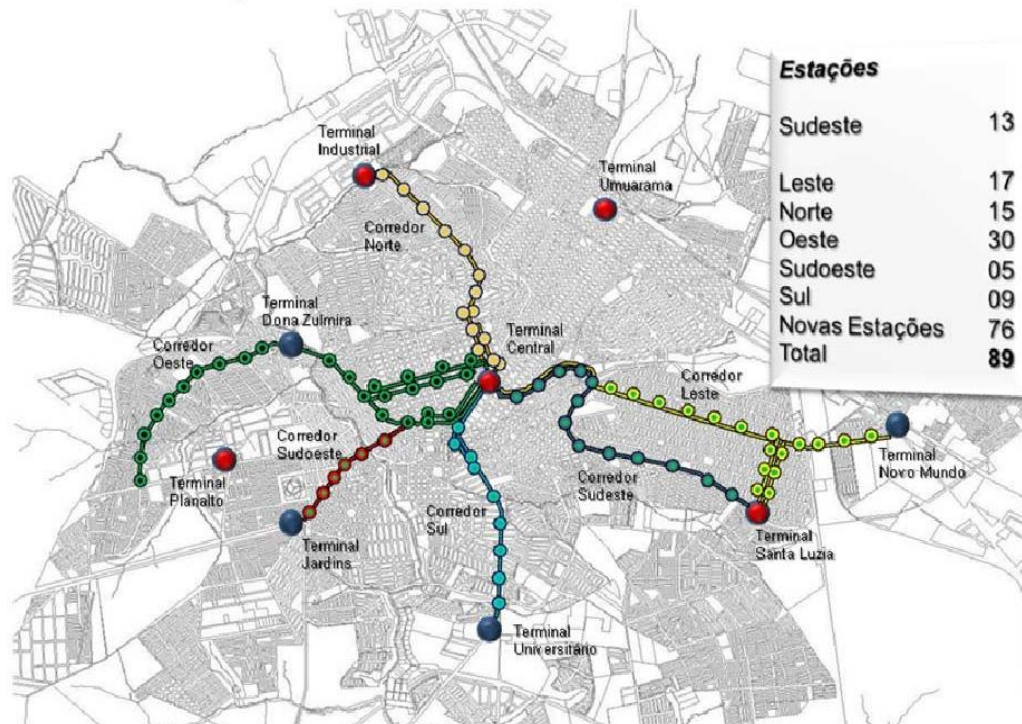 Estações
Sudeste 13
Leste 17
Norte 15
Oeste 30
Sudoeste 05
Sul 09
Novas Estações 76
Total 89
Terminal
Industrial
Terminal
Umuarama
Corredor
Norte
Terminal
Dona Zulmira
Corredor
Oeste
Terminal
Central
Corredor
Leste
Corredor
Sudoeste
Terminal
Planalto
Terminal
Novo Mundo
Corredor
Sudeste
Corredor
Sul
Terminal
Jardins
Terminal
Santa Luzia
Terminal
Universitário